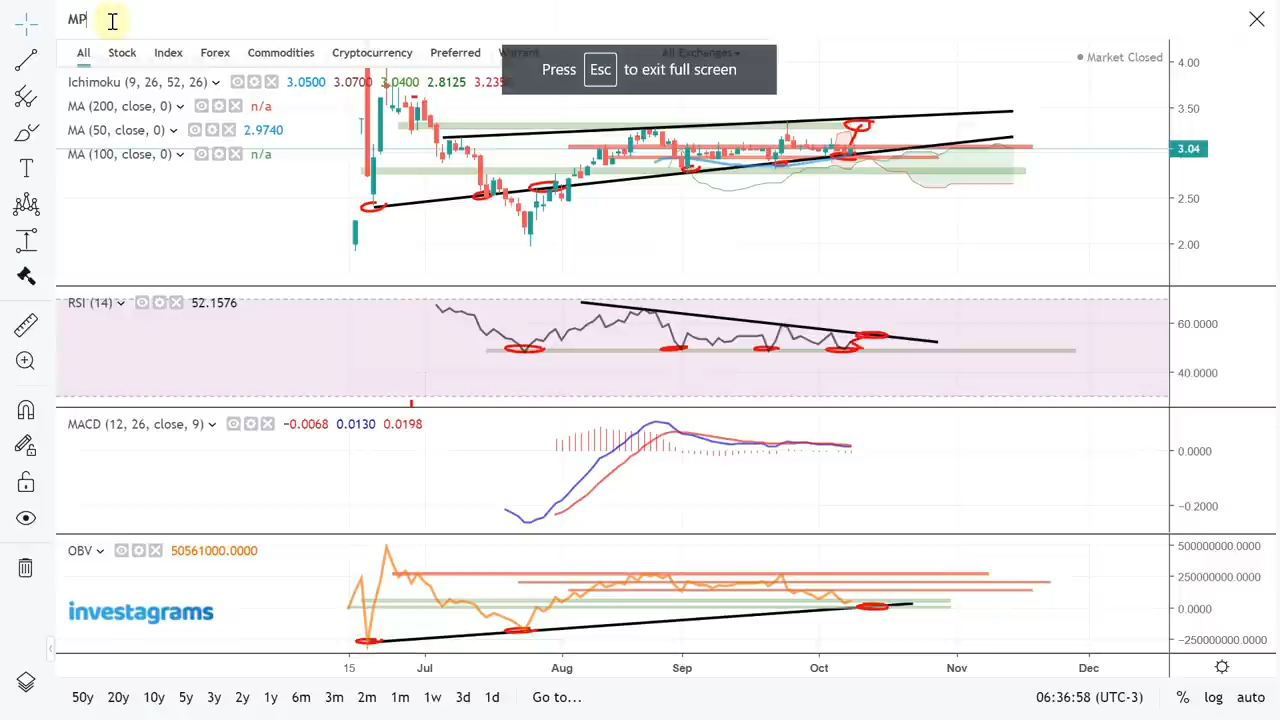 MP
All Stock Index Forex Commodities Cryptocurrency Preferred Warrant All Exchanges
Press Esc to exit full screen
Market Closed
Ichimoku (9, 26, 52, 26) 3.0500 3.0700 3.0400 2.8125
MA (200, close, 0) n/a
MA (50, close, 0) 2.9740
MA (100, close, 0) n/a
4.00
3.50
3.04
2.50
2.00
RSI (14) 52.1576
60.0000
40.0000
MACD (12, 26, close, 9) −0.0068 0.0130 0.0198
0.0000
−0.2000
OBV 50561000.0000
500000000.0000
250000000.0000
0.0000
−250000000.0000
investagrams
15 Jul Aug Sep Oct Nov Dec
50y 20y 10y 5y 3y 2y 1y 6m 3m 2m 1m 1w 3d 1d Go to... 06:36:58 (UTC-3) % log auto